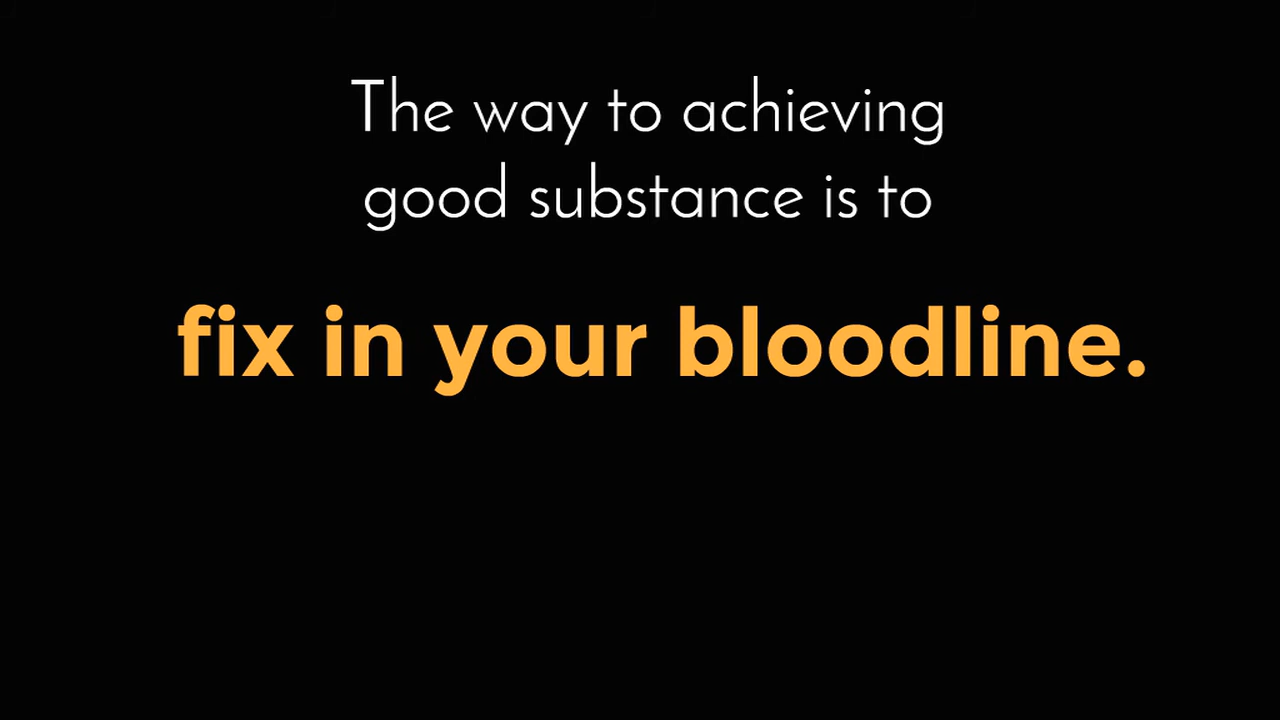 The way to achieving
good substance is to
fix in your bloodline.